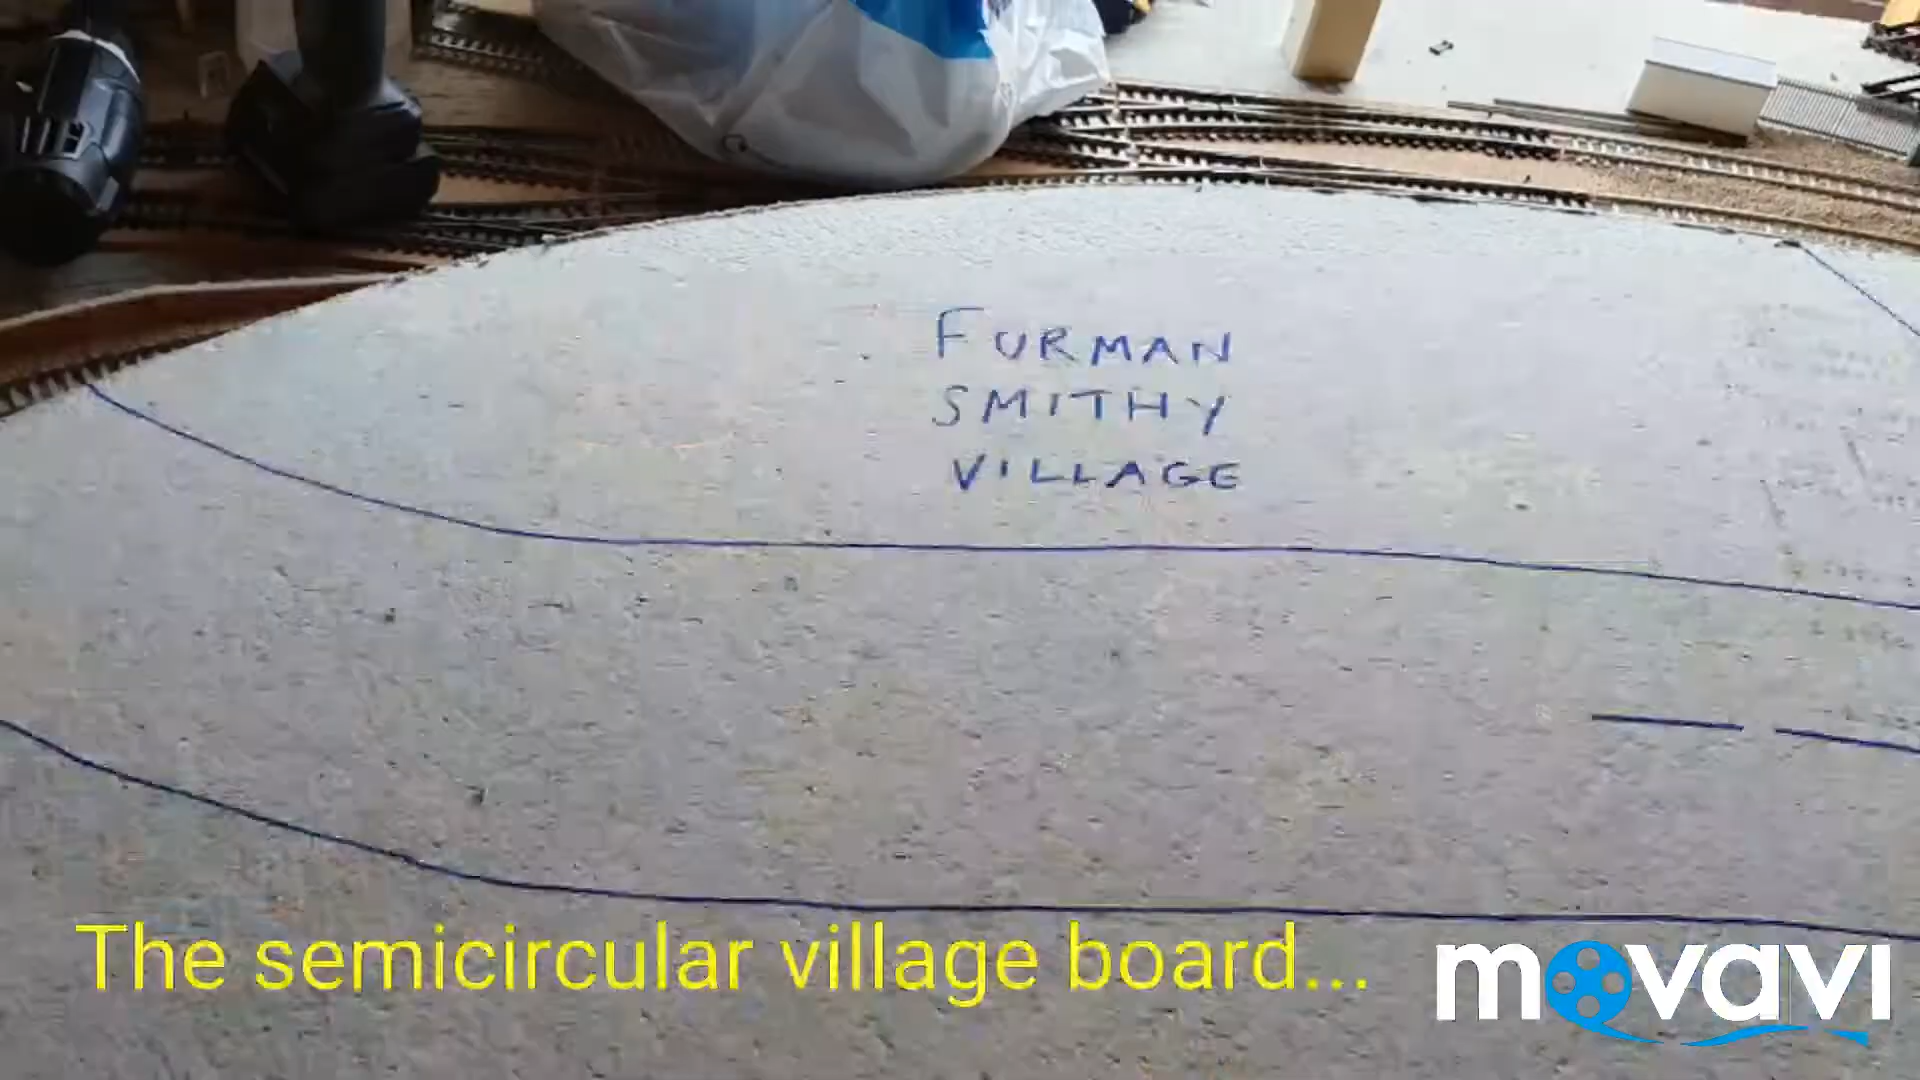 FURMAN
SMITHY
VILLAGE
The semicircular village board...
movavi